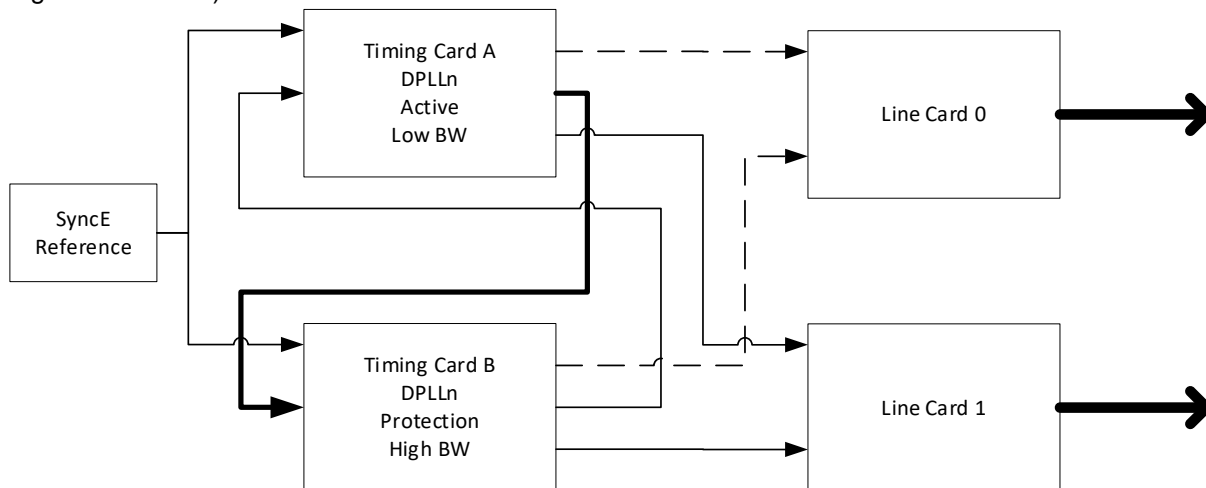 Timing Card A
DPLLn
Active
Low BW
Line Card 0
SyncE
Reference
Timing Card B
DPLLn
Protection
High BW
Line Card 1